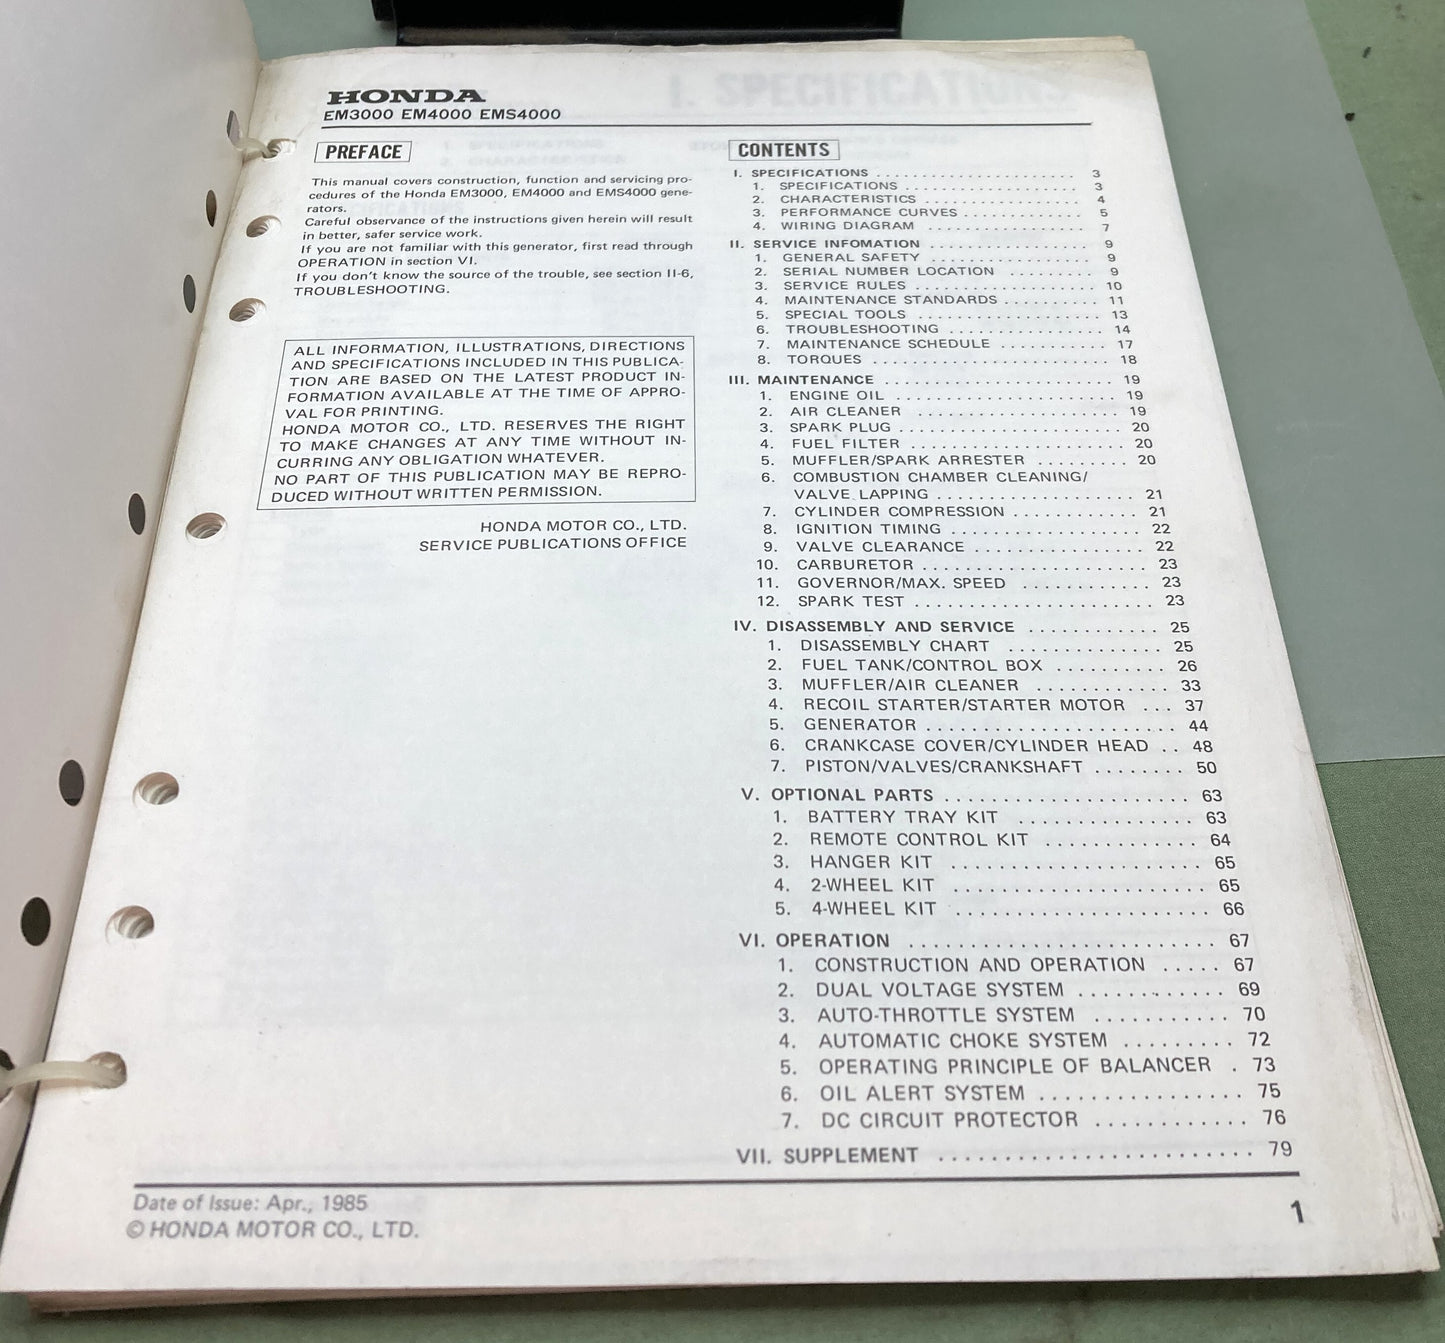 HONDA
EM3000 EM4000 EMS4000
PREFACE
This manual covers construction, function and servicing pro-
cedures of the Honda EM3000, EM4000 and EMS4000 gene-
rators.
Careful observance of the instructions given herein will result
in better, safer service work.
If you are not familiar with this generator, first read through
OPERATION in section VI.
If you don't know the source of the trouble, see section II-6,
TROUBLESHOOTING.
ALL INFORMATION, ILLUSTRATIONS, DIRECTIONS
AND SPECIFICATIONS INCLUDED IN THIS PUBLICA-
TION ARE BASED ON THE LATEST PRODUCT IN-
FORMATION AVAILABLE AT THE TIME OF APPRO-
VAL FOR PRINTING.
HONDA MOTOR CO., LTD. RESERVES THE RIGHT
TO MAKE CHANGES AT ANY TIME WITHOUT IN-
CURRING ANY OBLIGATION WHATEVER.
NO PART OF THIS PUBLICATION MAY BE REPRO-
DUCED WITHOUT WRITTEN PERMISSION.
HONDA MOTOR CO., LTD.
SERVICE PUBLICATIONS OFFICE
CONTENTS
I. SPECIFICATIONS . . . . . . . . . . . . . . . . . . . . . . 3
1. SPECIFICATIONS . . . . . . . . . . . . . . . . . . . 3
2. CHARACTERISTICS . . . . . . . . . . . . . . . . . 4
3. PERFORMANCE CURVES . . . . . . . . . . . . . 5
4. WIRING DIAGRAM . . . . . . . . . . . . . . . . . 7
II. SERVICE INFOMATION . . . . . . . . . . . . . . . . . 9
1. GENERAL SAFETY . . . . . . . . . . . . . . . . . 9
2. SERIAL NUMBER LOCATION . . . . . . . . . 9
3. SERVICE RULES . . . . . . . . . . . . . . . . . . . 10
4. MAINTENANCE STANDARDS . . . . . . . . . . 11
5. SPECIAL TOOLS . . . . . . . . . . . . . . . . . . . 13
6. TROUBLESHOOTING . . . . . . . . . . . . . . . . 14
7. MAINTENANCE SCHEDULE . . . . . . . . . . . 17
8. TORQUES . . . . . . . . . . . . . . . . . . . . . . . 18
III. MAINTENANCE . . . . . . . . . . . . . . . . . . . . . . . 19
1. ENGINE OIL . . . . . . . . . . . . . . . . . . . . . . 19
2. AIR CLEANER . . . . . . . . . . . . . . . . . . . . 19
3. SPARK PLUG . . . . . . . . . . . . . . . . . . . . . 20
4. FUEL FILTER . . . . . . . . . . . . . . . . . . . . . 20
5. MUFFLER/SPARK ARRESTER . . . . . . . . . 20
6. COMBUSTION CHAMBER CLEANING/
VALVE LAPPING . . . . . . . . . . . . . . . . . . . 21
7. CYLINDER COMPRESSION . . . . . . . . . . . . 21
8. IGNITION TIMING . . . . . . . . . . . . . . . . . . 22
9. VALVE CLEARANCE . . . . . . . . . . . . . . . . 22
10. CARBURETOR . . . . . . . . . . . . . . . . . . . . . 23
11. GOVERNOR/MAX. SPEED . . . . . . . . . . . . 23
12. SPARK TEST . . . . . . . . . . . . . . . . . . . . . . 23
IV. DISASSEMBLY AND SERVICE . . . . . . . . . . . . 25
1. DISASSEMBLY CHART . . . . . . . . . . . . . . 25
2. FUEL TANK/CONTROL BOX . . . . . . . . . . 26
3. MUFFLER/AIR CLEANER . . . . . . . . . . . . 33
4. RECOIL STARTER/STARTER MOTOR . . . 37
5. GENERATOR . . . . . . . . . . . . . . . . . . . . . . 44
6. CRANKCASE COVER/CYLINDER HEAD . . 48
7. PISTON/VALVES/CRANKSHAFT . . . . . . . . 50
V. OPTIONAL PARTS . . . . . . . . . . . . . . . . . . . . . 63
1. BATTERY TRAY KIT . . . . . . . . . . . . . . . 63
2. REMOTE CONTROL KIT . . . . . . . . . . . . . 64
3. HANGER KIT . . . . . . . . . . . . . . . . . . . . . 65
4. 2-WHEEL KIT . . . . . . . . . . . . . . . . . . . . . 65
5. 4-WHEEL KIT . . . . . . . . . . . . . . . . . . . . . 66
VI. OPERATION . . . . . . . . . . . . . . . . . . . . . . . . . 67
1. CONSTRUCTION AND OPERATION . . . . . 67
2. DUAL VOLTAGE SYSTEM . . . . . . . . . . . . 69
3. AUTO-THROTTLE SYSTEM . . . . . . . . . . . 70
4. AUTOMATIC CHOKE SYSTEM . . . . . . . . . 72
5. OPERATING PRINCIPLE OF BALANCER . 73
6. OIL ALERT SYSTEM . . . . . . . . . . . . . . . . 75
7. DC CIRCUIT PROTECTOR . . . . . . . . . . . . 76
VII. SUPPLEMENT . . . . . . . . . . . . . . . . . . . . . . . . 79
Date of Issue: Apr., 1985
© HONDA MOTOR CO., LTD.
1